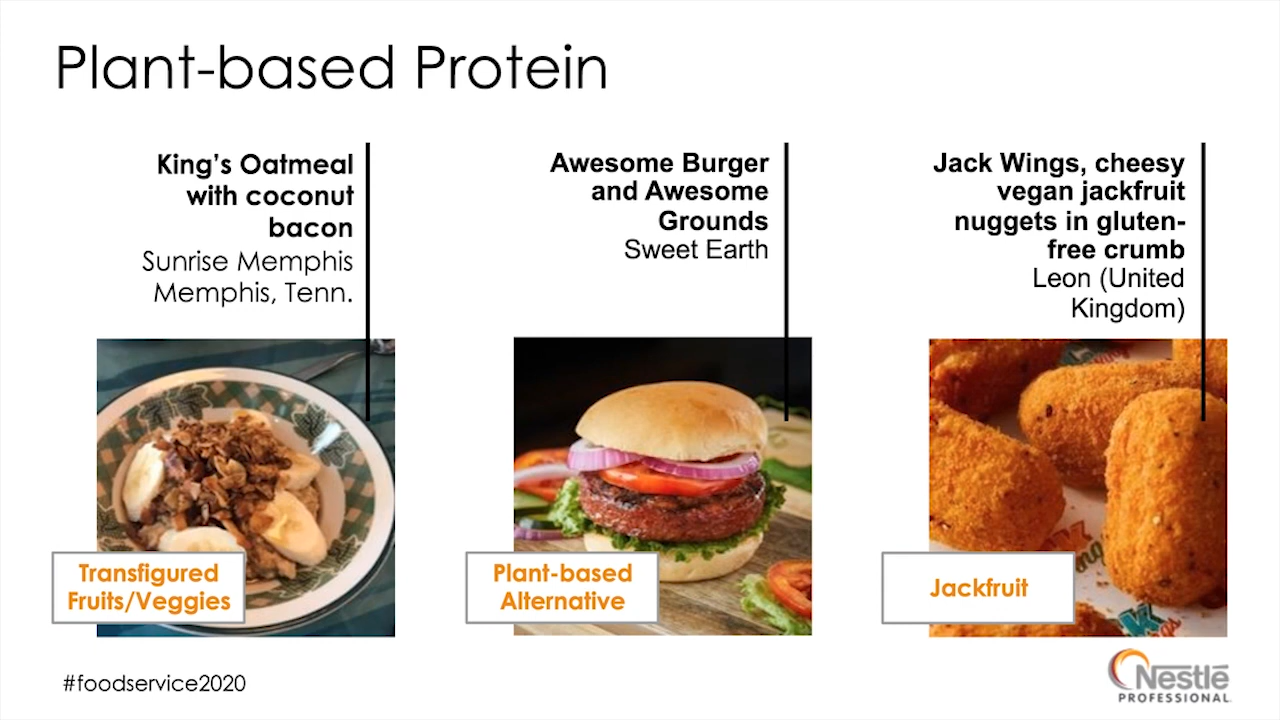 Plant-based Protein
King's Oatmeal
with coconut
bacon
Sunrise Memphis
Memphis, Tenn.
Transfigured
Fruits/Veggies
Awesome Burger
and Awesome
Grounds
Sweet Earth
Plant-based
Alternative
Jack Wings, cheesy
vegan jackfruit
nuggets in gluten-
free crumb
Leon (United
Kingdom)
Jackfruit
#foodservice2020
Nestlé
PROFESSIONAL.